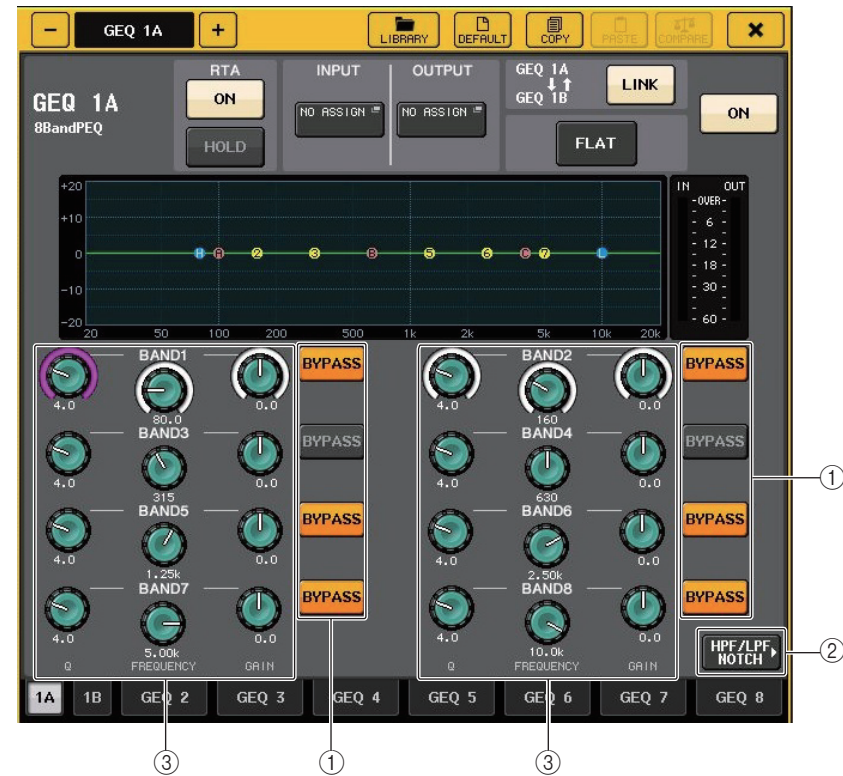 − GEQ 1A + LIBRARY DEFAULT COPY PASTE COMPARE ×
RTA INPUT OUTPUT GEQ 1A
GEQ 1A ON NO ASSIGN NO ASSIGN GEQ 1B LINK ON
8BandPEQ HOLD FLAT
+20 IN OUT
-OVER-
+10 6
0 H A 2 3 B 5 6 C 7 L 12
18
-10 30
-20 60
20 50 100 200 500 1k 2k 5k 10k 20k
BAND1 BYPASS BAND2 BYPASS
4.0 80.0 0.0 4.0 160 0.0
BAND3 BYPASS BAND4 BYPASS
4.0 315 0.0 4.0 630 0.0 ①
BAND5 BYPASS BAND6 BYPASS
4.0 1.25k 0.0 4.0 2.50k 0.0
BAND7 BYPASS BAND8 BYPASS
4.0 5.00k 0.0 4.0 10.0k 0.0
Q FREQUENCY GAIN Q FREQUENCY GAIN HPF/LPF NOTCH ②
1A 1B GEQ 2 GEQ 3 GEQ 4 GEQ 5 GEQ 6 GEQ 7 GEQ 8
③ ① ③